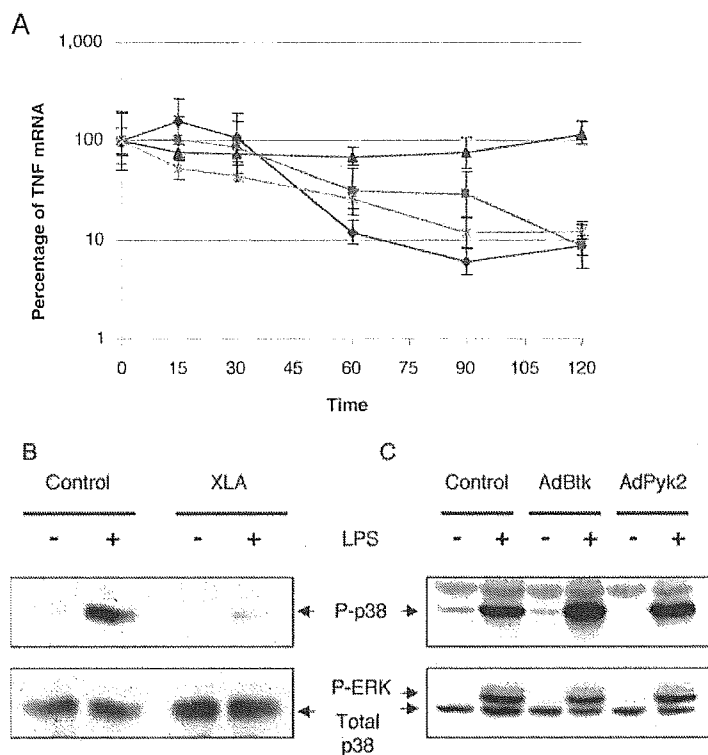 A
1,000
100
10
1
Percentage of TNF mRNA
0 15 30 45 60 75 90 105 120
Time
B
Control XLA
- + - +
LPS
C
Control AdBtk AdPyk2
- + - + - +
P-p38
P-ERK
Total
p38